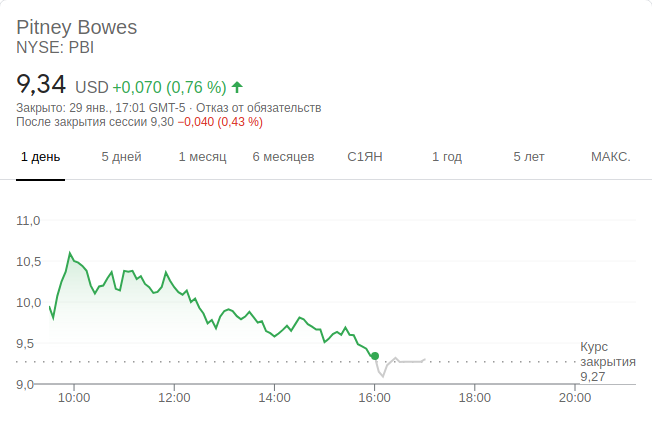 Pitney Bowes
NYSE: PBI
9,34 USD +0,070 (0,76 %)
Закрыто: 29 янв., 17:01 GMT-5 · Отказ от обязательств
После закрытия сессии 9,30 −0,040 (0,43 %)
1 день 5 дней 1 месяц 6 месяцев С1ЯН 1 год 5 лет МАКС.
11,0
10,5
10,0
9,5
Курс
закрытия
9,27
9,0
10:00 12:00 14:00 16:00 18:00 20:00